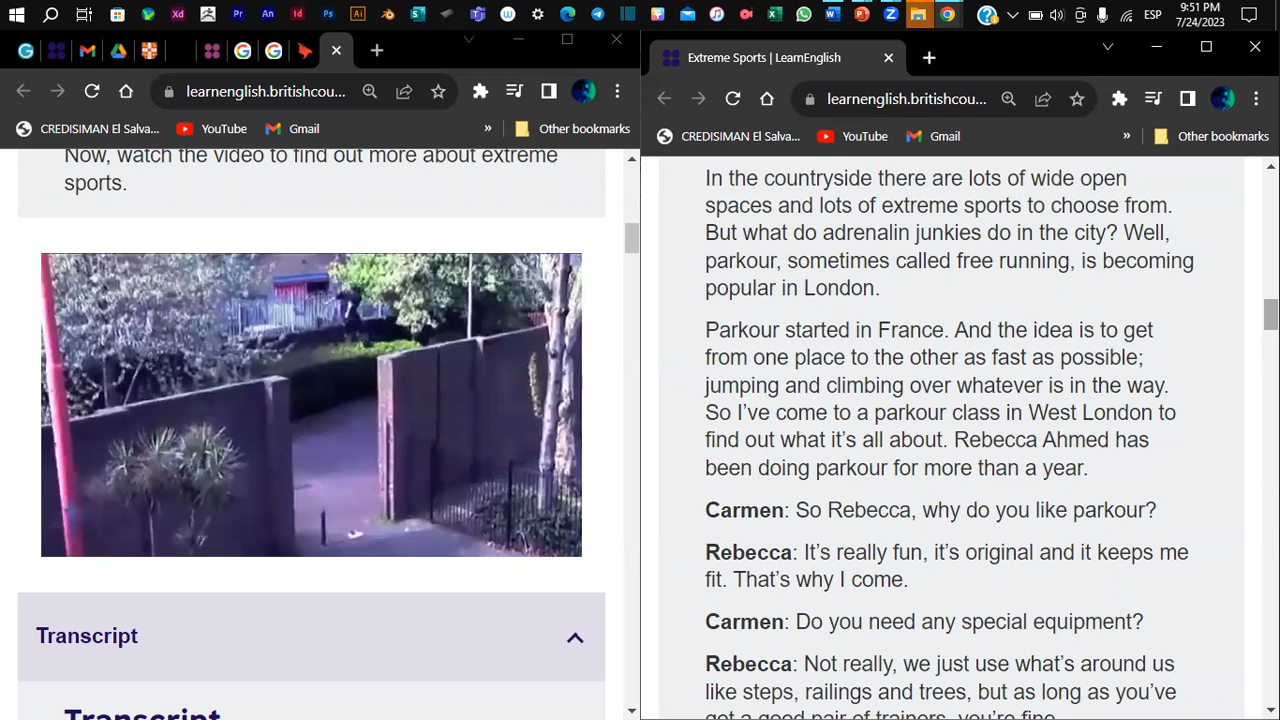 9:51 PM
ESP
7/24/2023
Extreme Sports | LearnEnglish
learnenglish.britishcou...
learnenglish.britishcou...
CREDISIMAN El Salva...
YouTube
Gmail
»
Other bookmarks
CREDISIMAN El Salva...
YouTube
Gmail
»
Other bookmarks
Now, watch the video to find out more about extreme
sports.
Transcript
Transcript
In the countryside there are lots of wide open
spaces and lots of extreme sports to choose from.
But what do adrenalin junkies do in the city? Well,
parkour, sometimes called free running, is becoming
popular in London.
Parkour started in France. And the idea is to get
from one place to the other as fast as possible;
jumping and climbing over whatever is in the way.
So I’ve come to a parkour class in West London to
find out what it’s all about. Rebecca Ahmed has
been doing parkour for more than a year.
Carmen: So Rebecca, why do you like parkour?
Rebecca: It’s really fun, it’s original and it keeps me
fit. That’s why I come.
Carmen: Do you need any special equipment?
Rebecca: Not really, we just use what’s around us
like steps, railings and trees, but as long as you’ve
got a good pair of trainers, you’re fine.